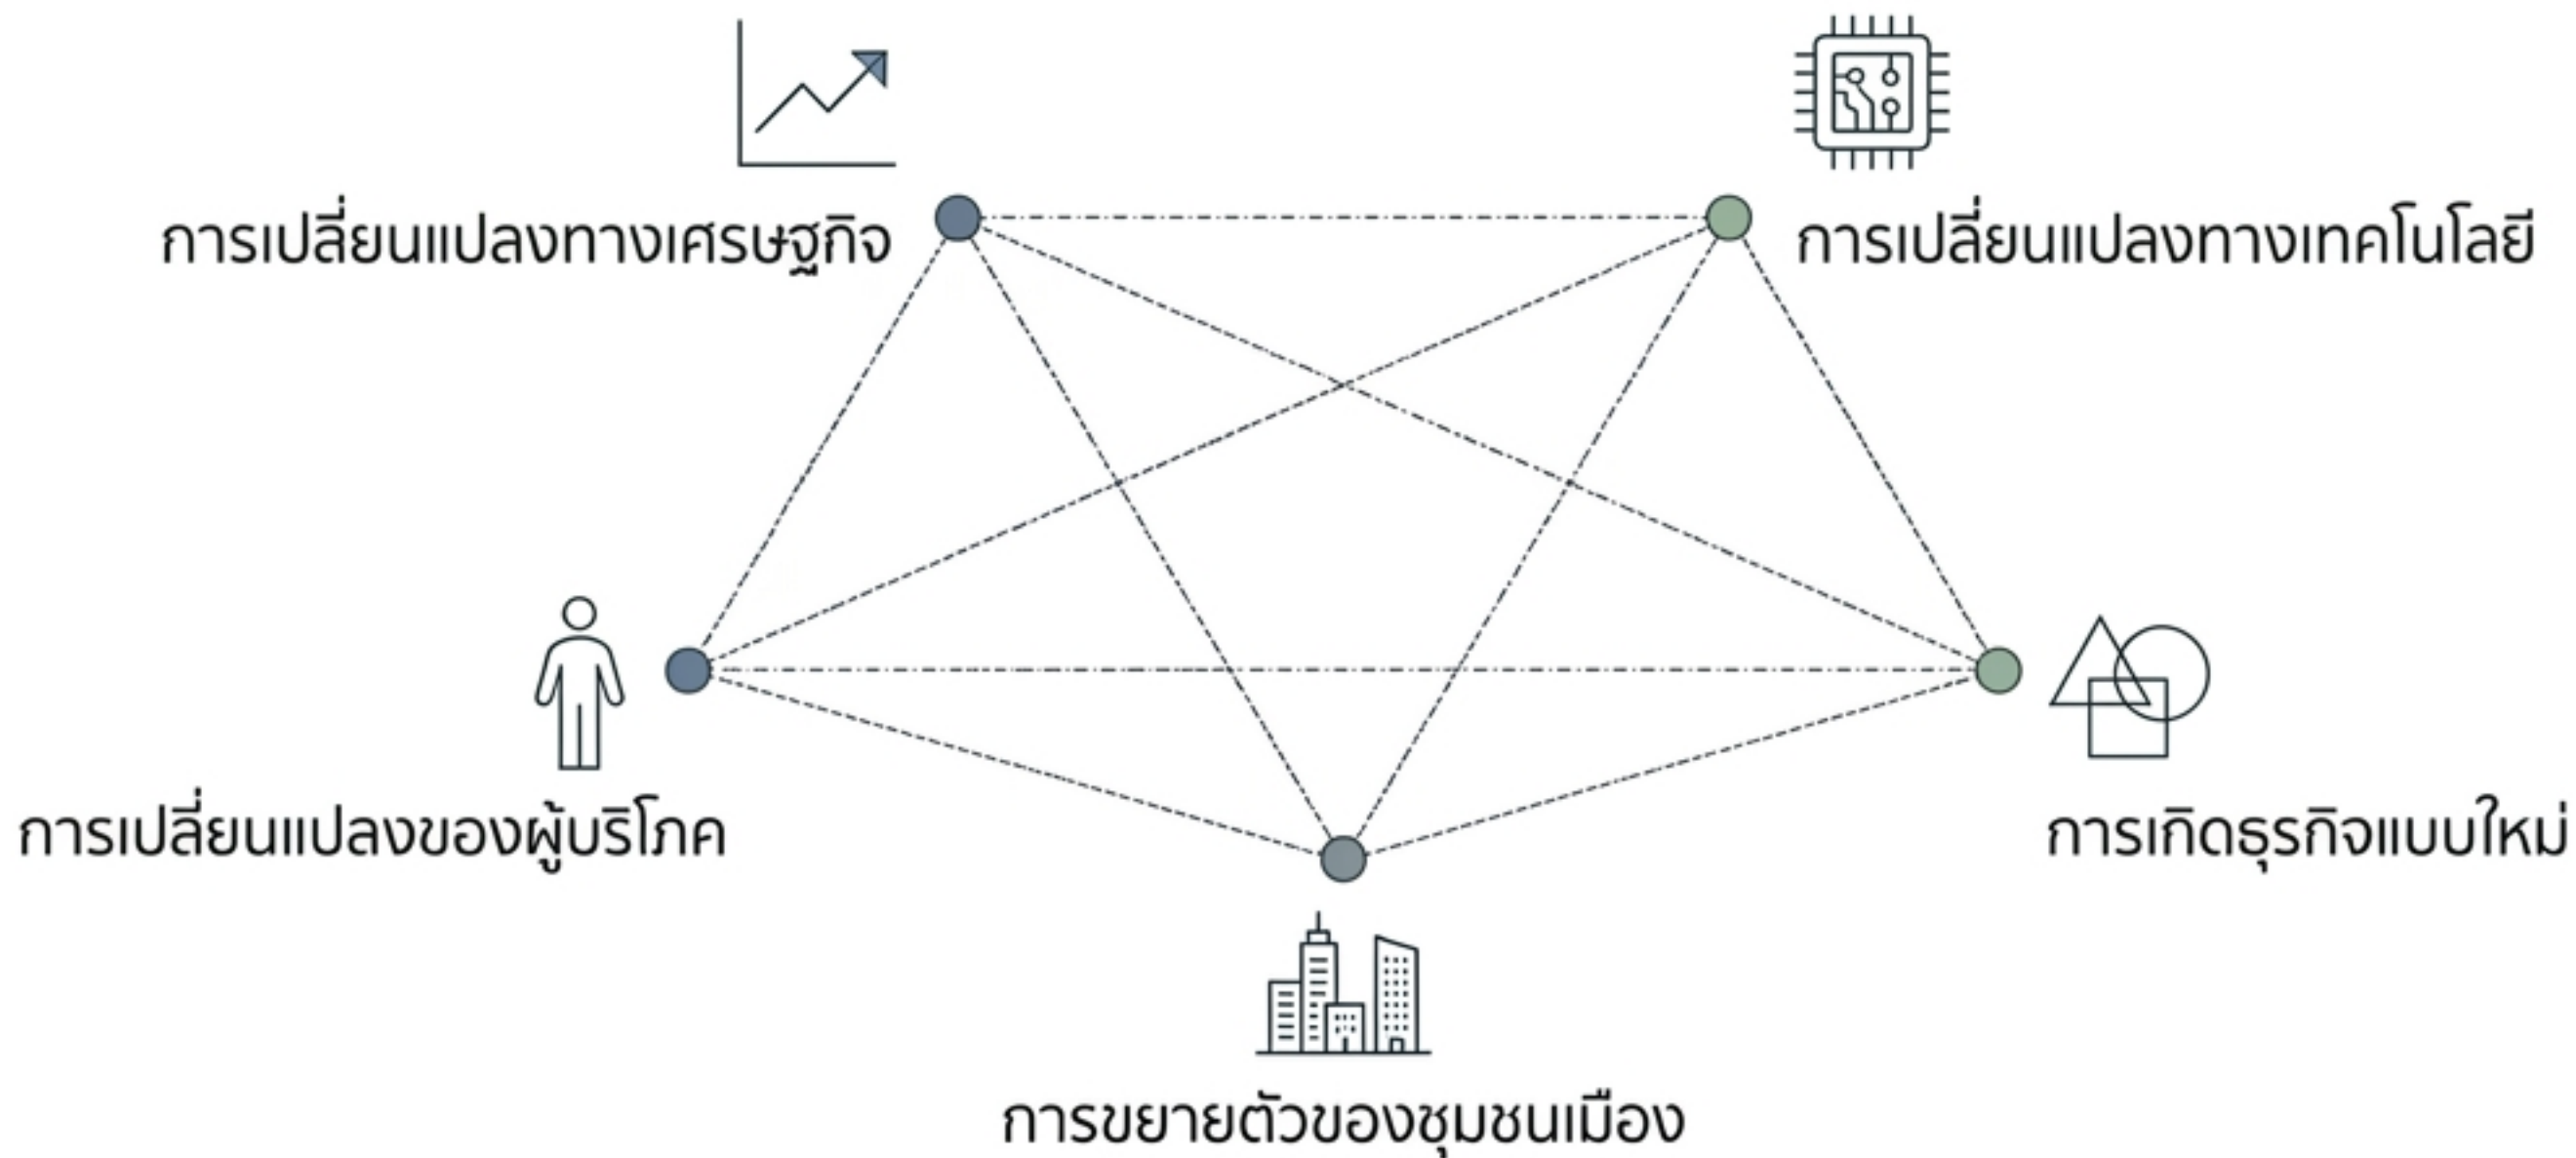 การเปลี่ยนแปลงทางเศรษฐกิจ
การเปลี่ยนแปลงทางเทคโนโลยี
การเปลี่ยนแปลงของผู้บริโภค
การเกิดธุรกิจแบบใหม่
การขยายตัวของชุมชนเมือง